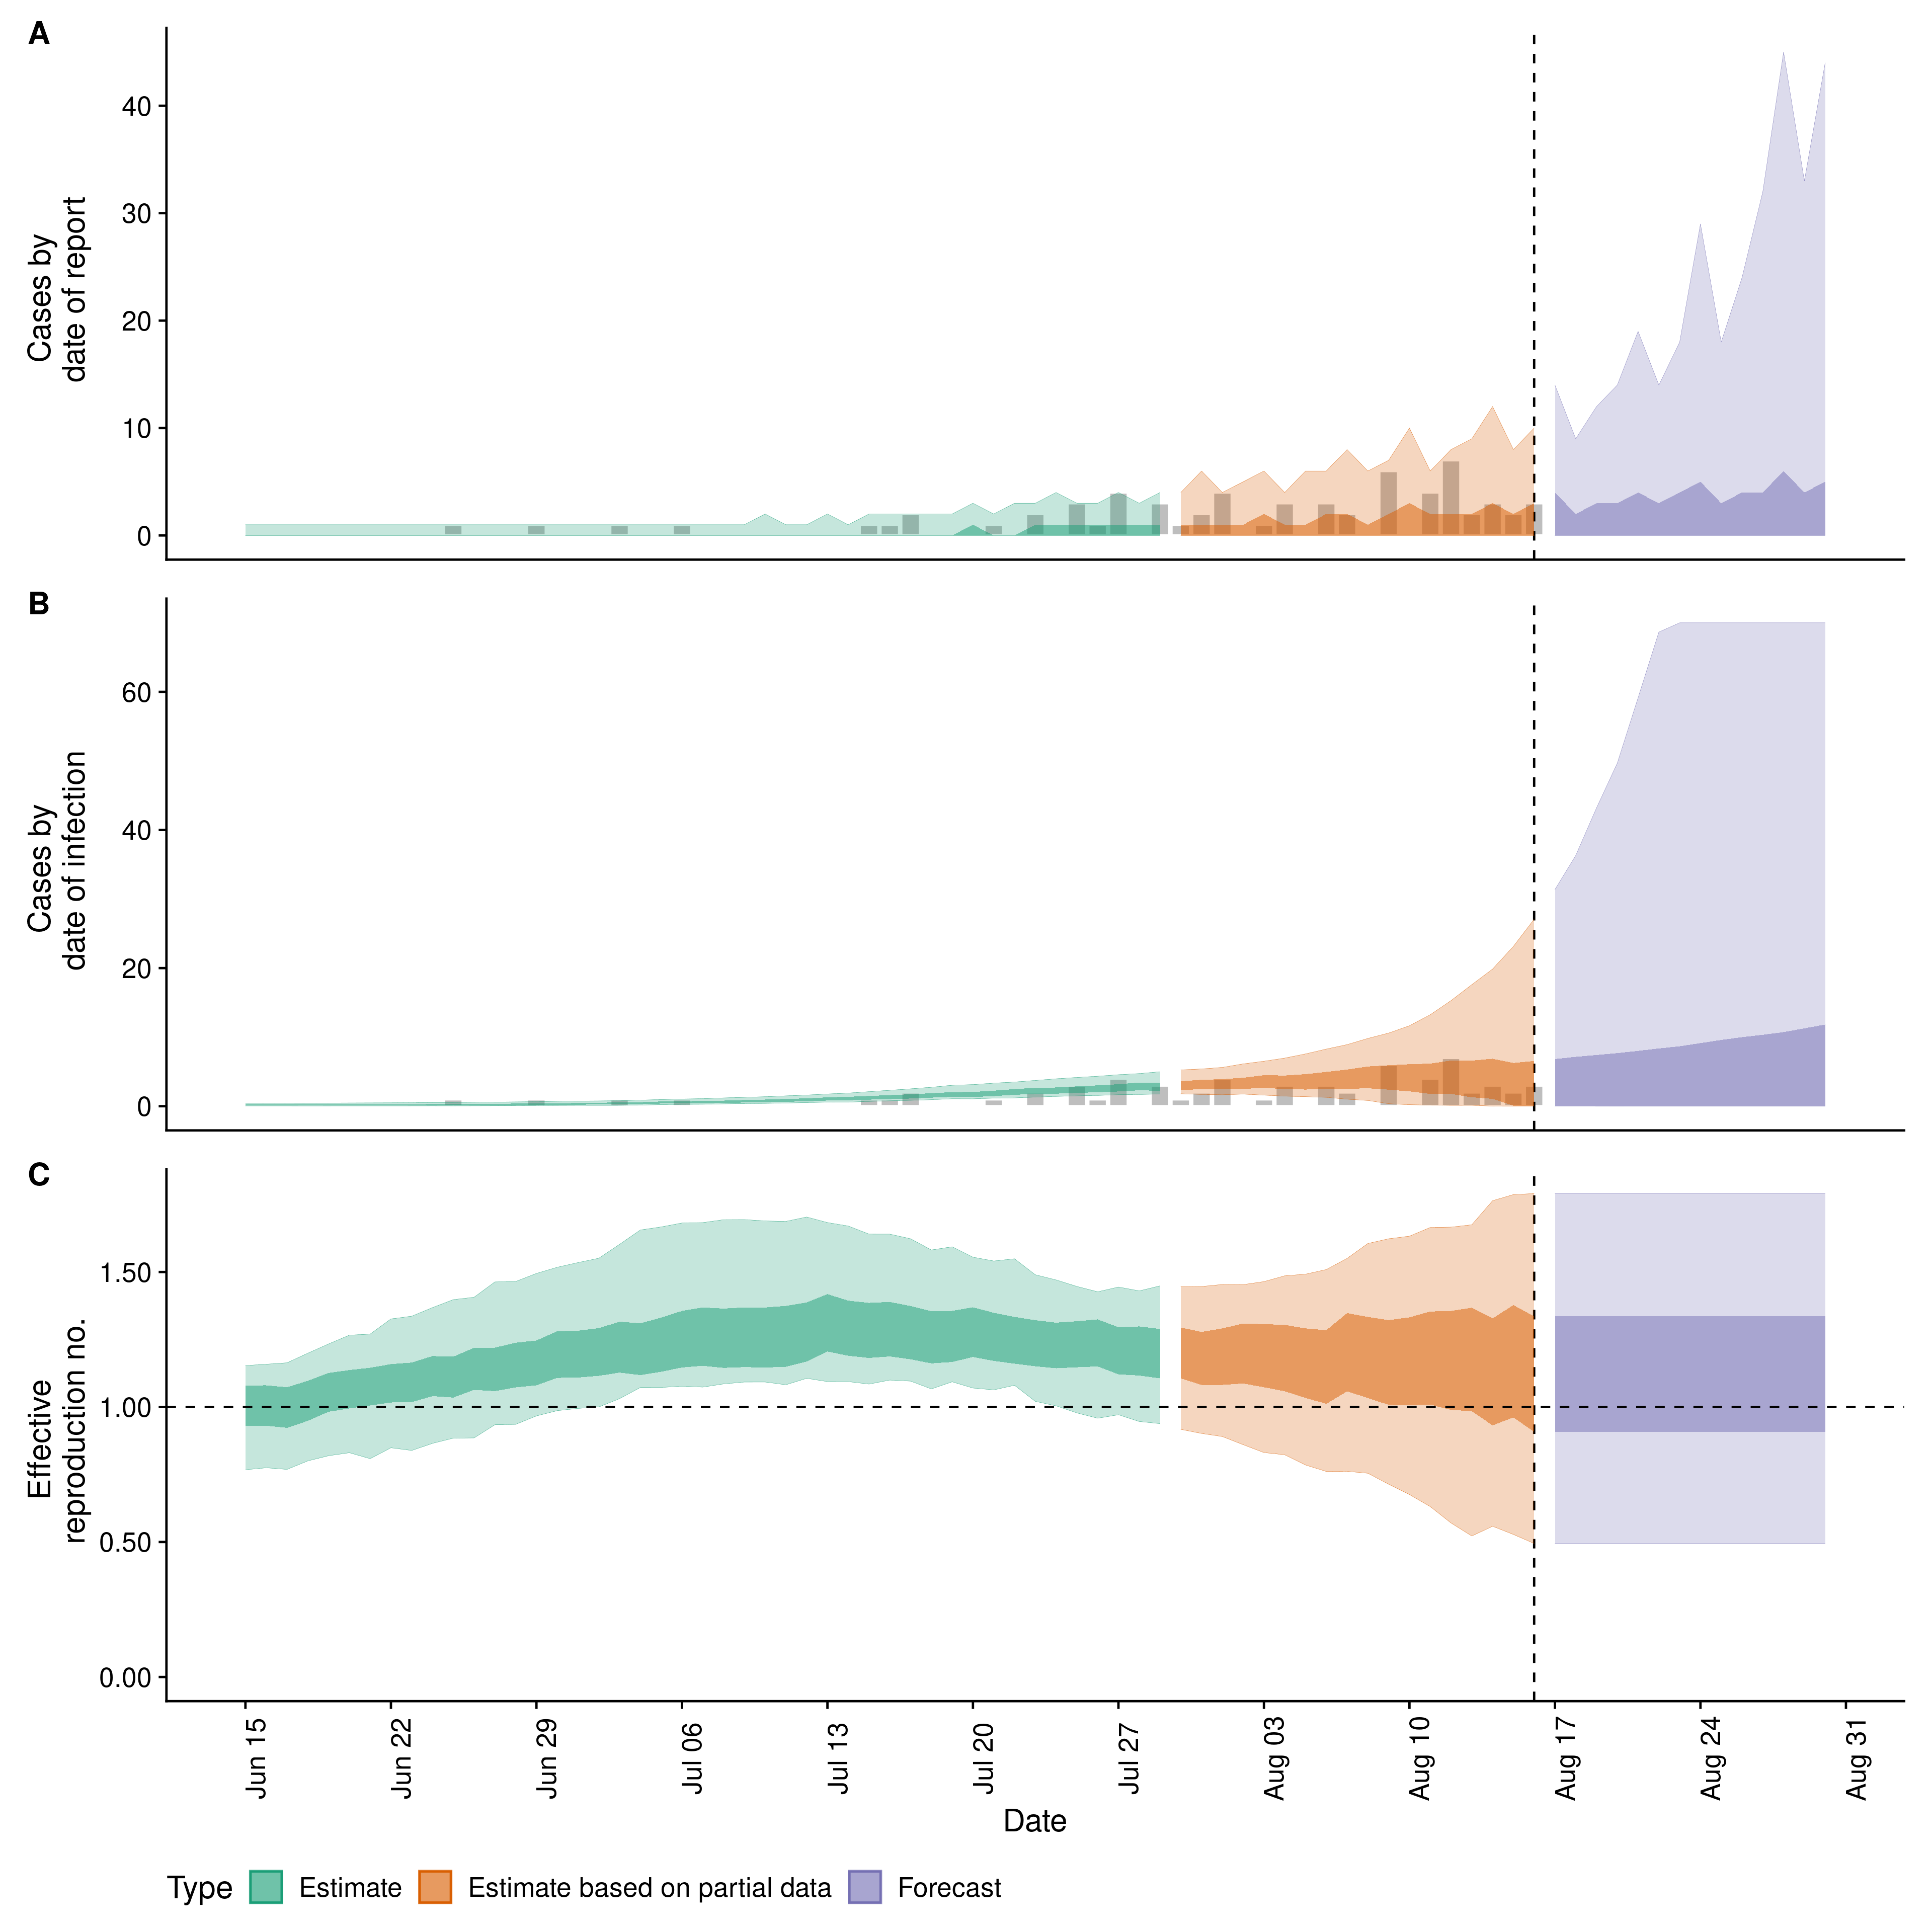 A
Cases by
date of report
40
30
20
10
0
B
Cases by
date of infection
60
40
20
0
C
Effective
reproduction no.
1.50
1.00
0.50
0.00
Jun 15
Jun 22
Jun 29
Jul 06
Jul 13
Jul 20
Jul 27
Aug 03
Aug 10
Aug 17
Aug 24
Aug 31
Date
Type Estimate Estimate based on partial data Forecast